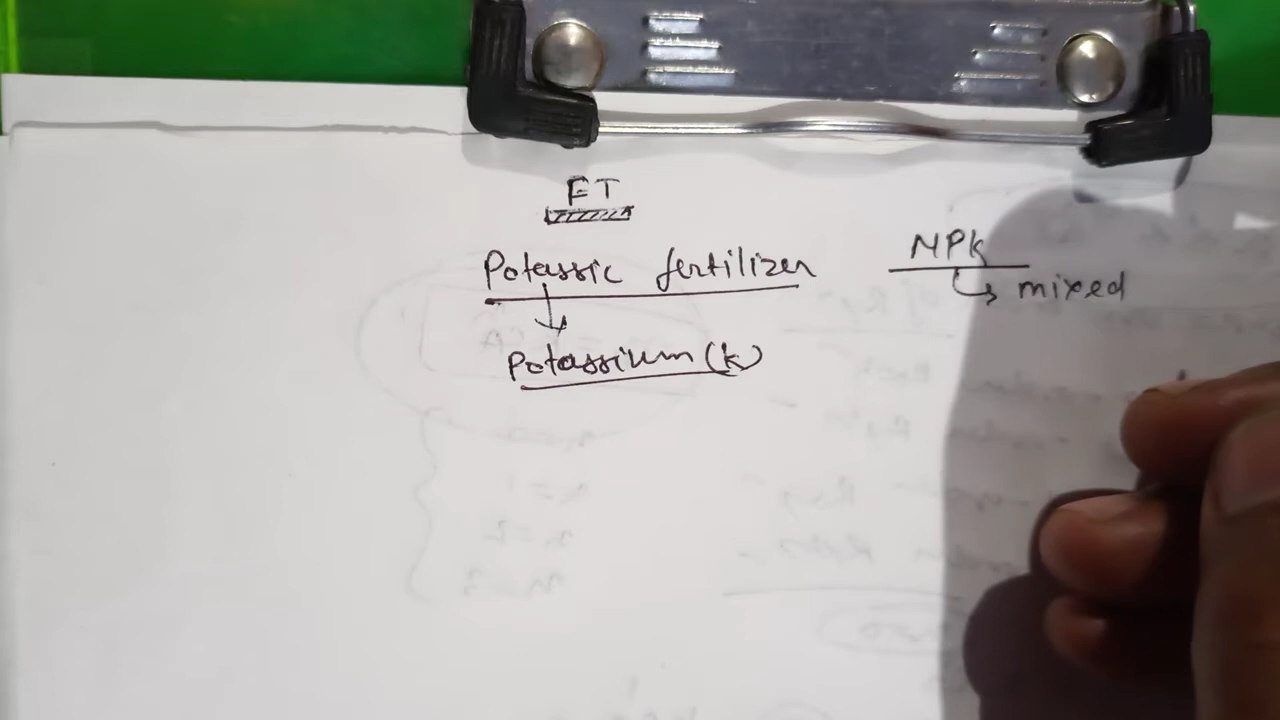 FT
Potassic fertilizer
NPK
↳ mixed
↓
Potassium (k)